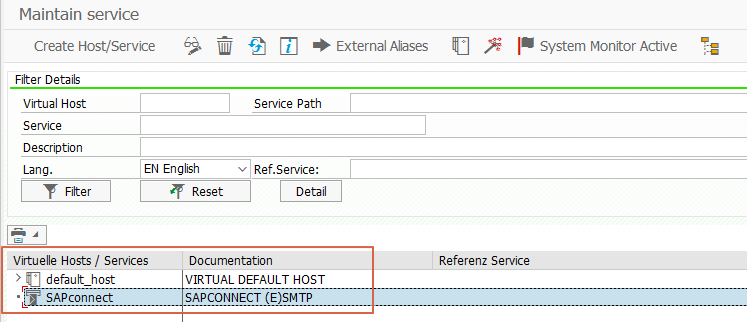 Maintain service
Create Host/Service External Aliases System Monitor Active
Filter Details
Virtual Host Service Path
Service
Description
Lang. EN English Ref.Service:
Filter Reset Detail
Virtuelle Hosts / Services Documentation Referenz Service
default_host VIRTUAL DEFAULT HOST
SAPconnect SAPCONNECT (E)SMTP